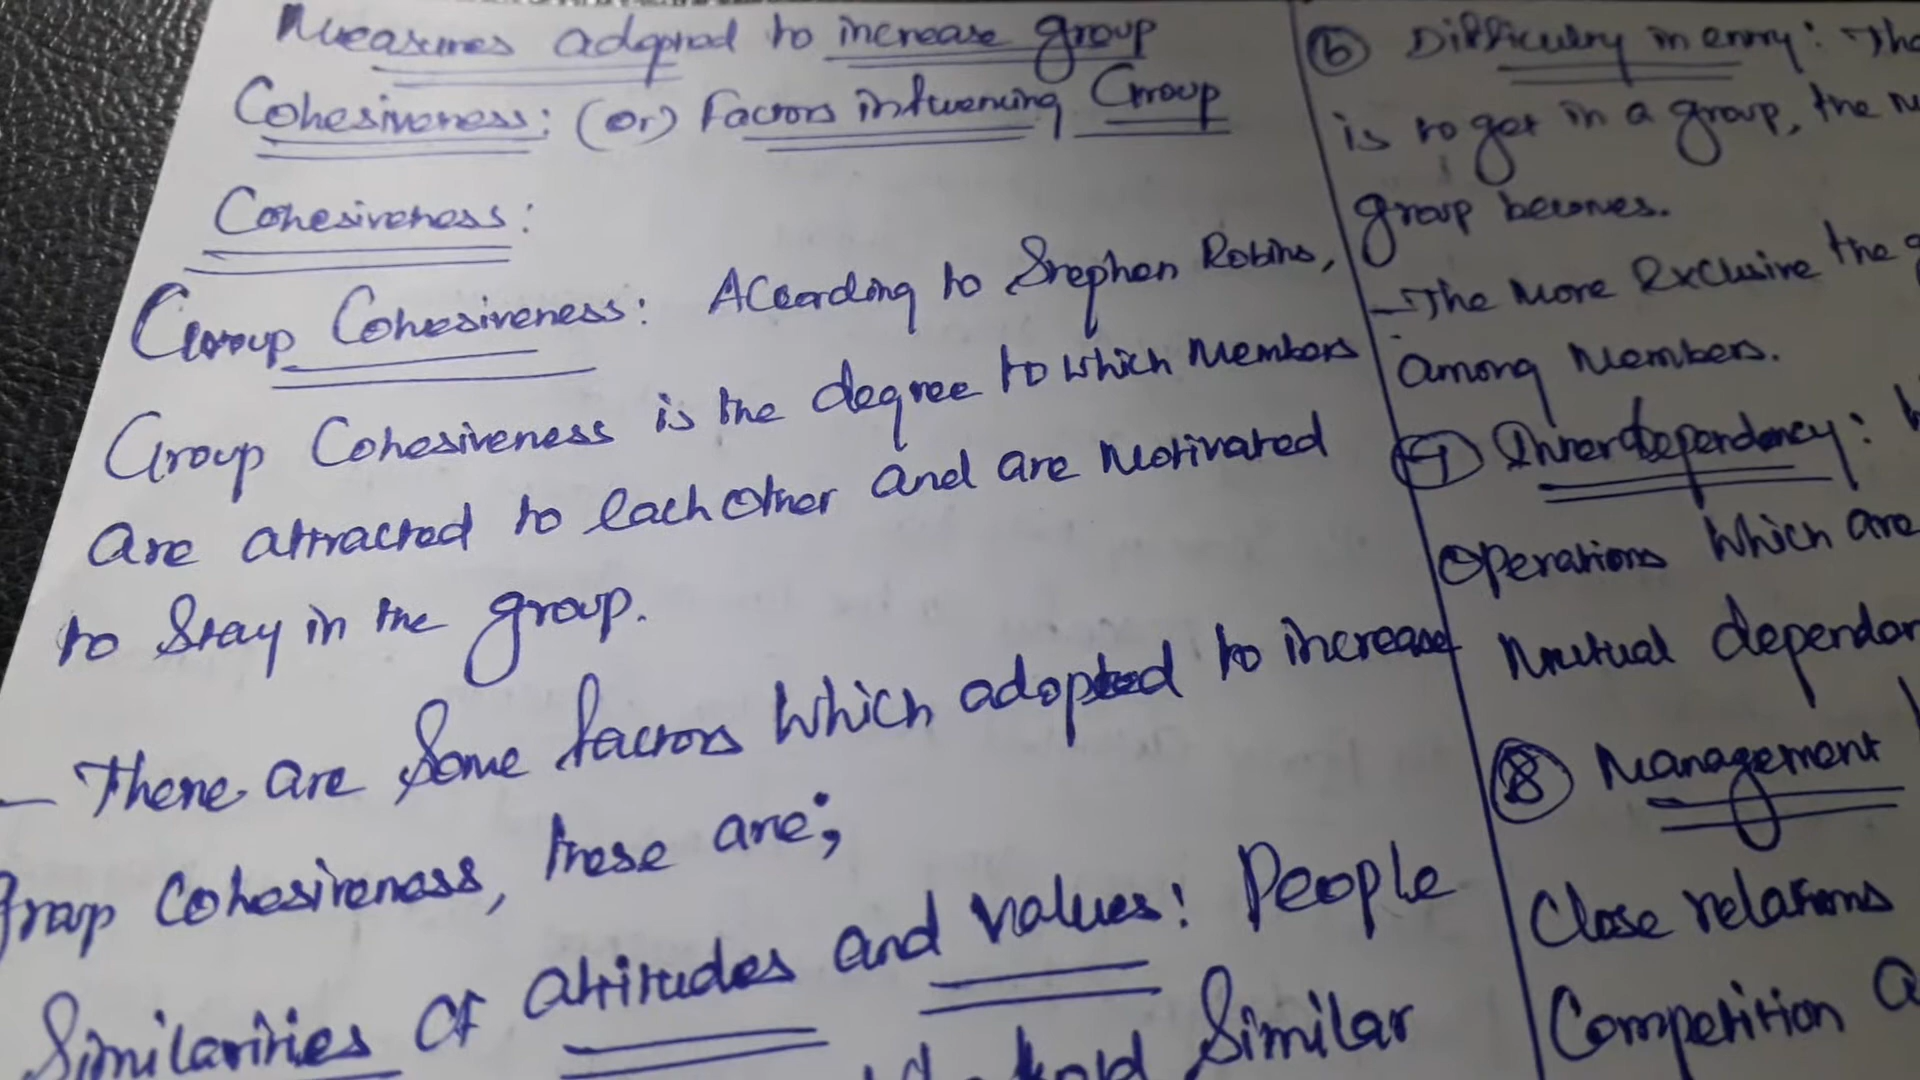 Measures adopted to increase group
Cohesiveness: (or) Factors influencing Group
Cohesiveness:
Group Cohesiveness: According to Stephen Robins,
Group Cohesiveness is the degree to which Members
are attracted to each other and are Motivated
to Stay in the group.
- There are Some factors which adopted to increase
group Cohesiveness, these are;
Similarities of attitudes and values: People
hold Similar
⑥ Difficulty in entry: The
is to get in a group, the
group becomes.
- The More Exclusive the
among Members.
⑦ Interdependency:
Operations Which are
Mutual
⑧ Management
Close relations
Competition